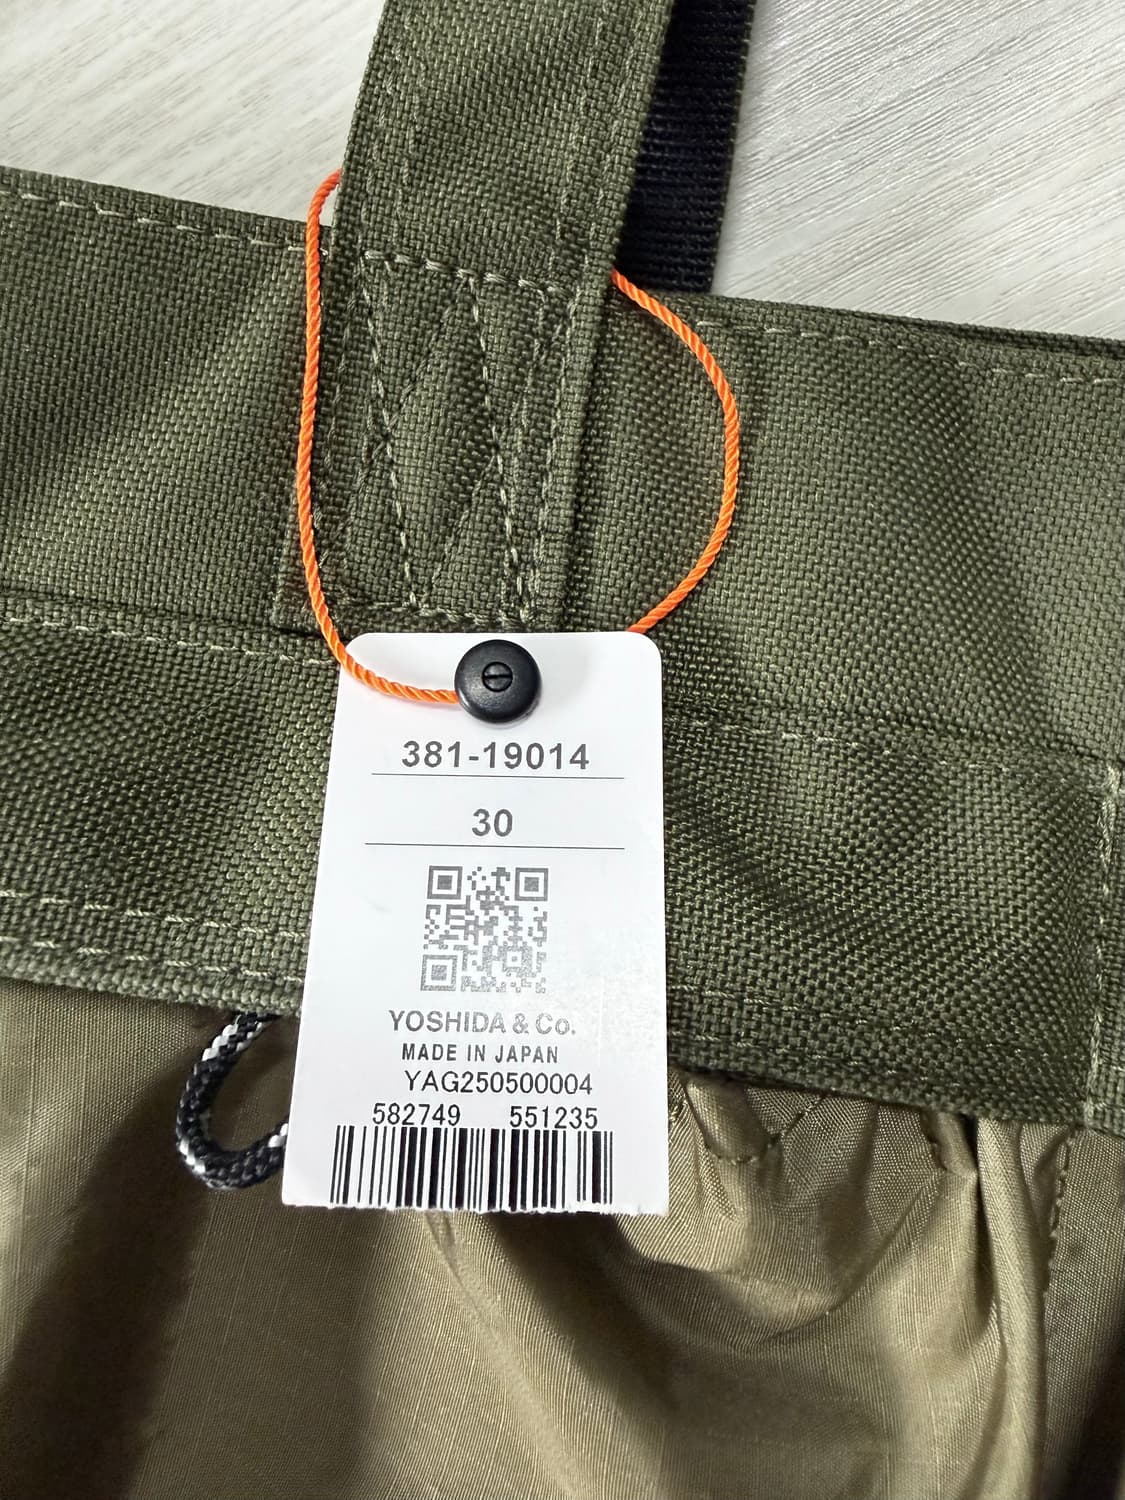 381-19014
30
YOSHIDA & Co.
MADE IN JAPAN
YAG250500004
582749 551235